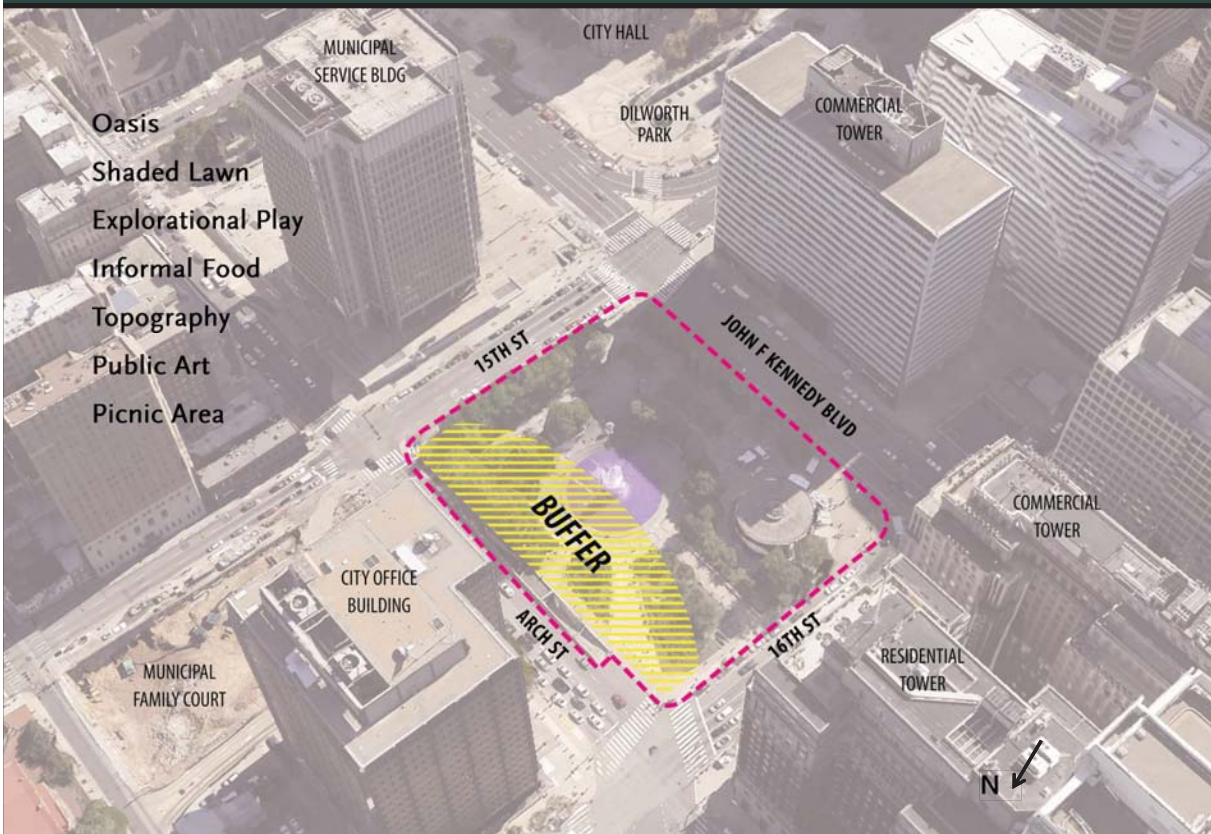 CITY HALL
MUNICIPAL
SERVICE BLDG
DILWORTH
PARK
COMMERCIAL
TOWER
Oasis
Shaded Lawn
Explorational Play
Informal Food
Topography
Public Art
Picnic Area
15TH ST
JOHN F KENNEDY BLVD
BUFFER
COMMERCIAL
TOWER
CITY OFFICE
BUILDING
ARCH ST
16TH ST
MUNICIPAL
FAMILY COURT
RESIDENTIAL
TOWER
N